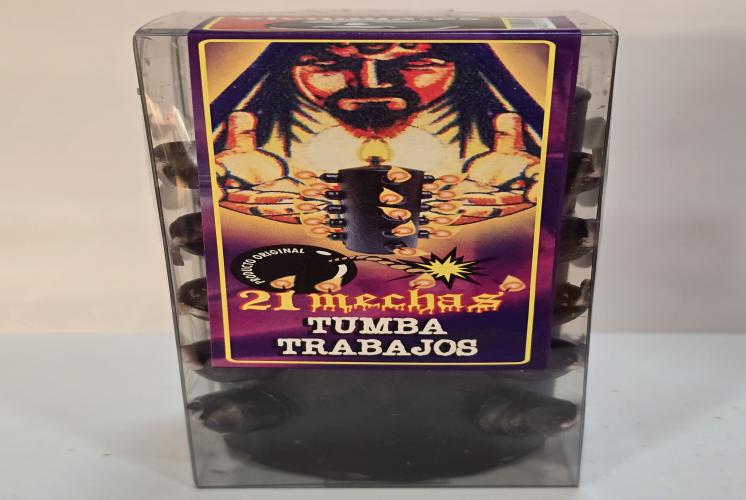 PRODUCTO ORIGINAL
21 mechas
TUMBA
TRABAJOS